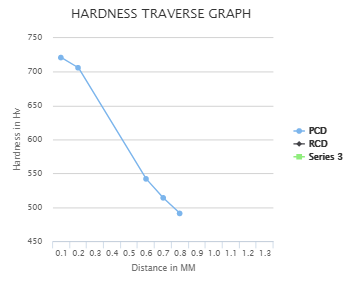 HARDNESS TRAVERSE GRAPH
750
700
650
600
550
500
450
Hardness in Hv
0.1 0.2 0.3 0.4 0.5 0.6 0.7 0.8 0.9 1.0 1.1 1.2 1.3
Distance in MM
PCD
RCD
Series 3